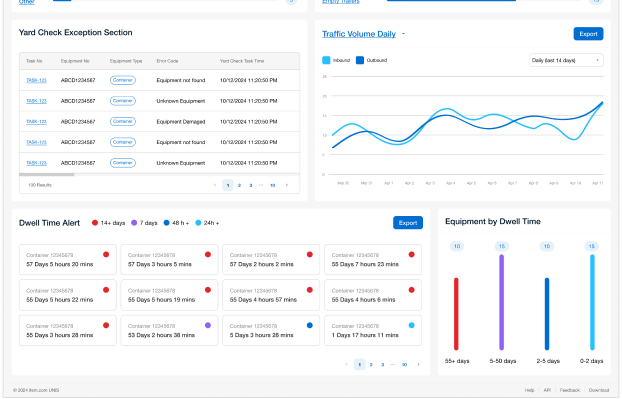 Other
5
Empty Trailers
15
Yard Check Exception Section
Task No Equipment No Equipment Type Error Code Yard Check Task Time
TASK-123 ABCD1234567 Container Equipment not found 10/12/2024 11:20:50 PM
TASK-123 ABCD1234567 Container Unknown Equipment 10/12/2024 11:20:50 PM
TASK-123 ABCD1234567 Container Equipment Damaged 10/12/2024 11:20:50 PM
TASK-123 ABCD1234567 Container Equipment not found 10/12/2024 11:20:50 PM
TASK-123 ABCD1234567 Container Unknown Equipment 10/12/2024 11:20:50 PM
100 Results
‹ 1 2 3 ··· 10 ›
Traffic Volume Daily
Export
Inbound Outbound
Daily (last 14 days)
25
20
15
10
5
0
Mar 30 Mar 31 Apr 1 Apr 2 Apr 3 Apr 4 Apr 5 Apr 6 Apr 7 Apr 8 Apr 9 Apr 10 Apr 11
Dwell Time Alert 14+ days 7 days 48 h + 24h +
Export
Container 12345678 Container 12345678 Container 12345678 Container 12345678
57 Days 5 hours 20 mins 57 Days 3 hours 5 mins 57 Days 2 hours 2 mins 55 Days 7 hours 23 mins
Container 12345678 Container 12345678 Container 12345678 Container 12345678
55 Days 5 hours 22 mins 55 Days 5 hours 19 mins 55 Days 4 hours 57 mins 55 Days 4 hours 6 mins
Container 12345678 Container 12345678 Container 12345678 Container 12345678
55 Days 3 hours 28 mins 53 Days 2 hours 38 mins 5 Days 3 hours 28 mins 1 Days 17 hours 11 mins
‹ 1 2 3 ··· 10 ›
Equipment by Dwell Time
10 15 10 15
55+ days 5-50 days 2-5 days 0-2 days
© 2024 item.com UNIS
Help API Feedback Download